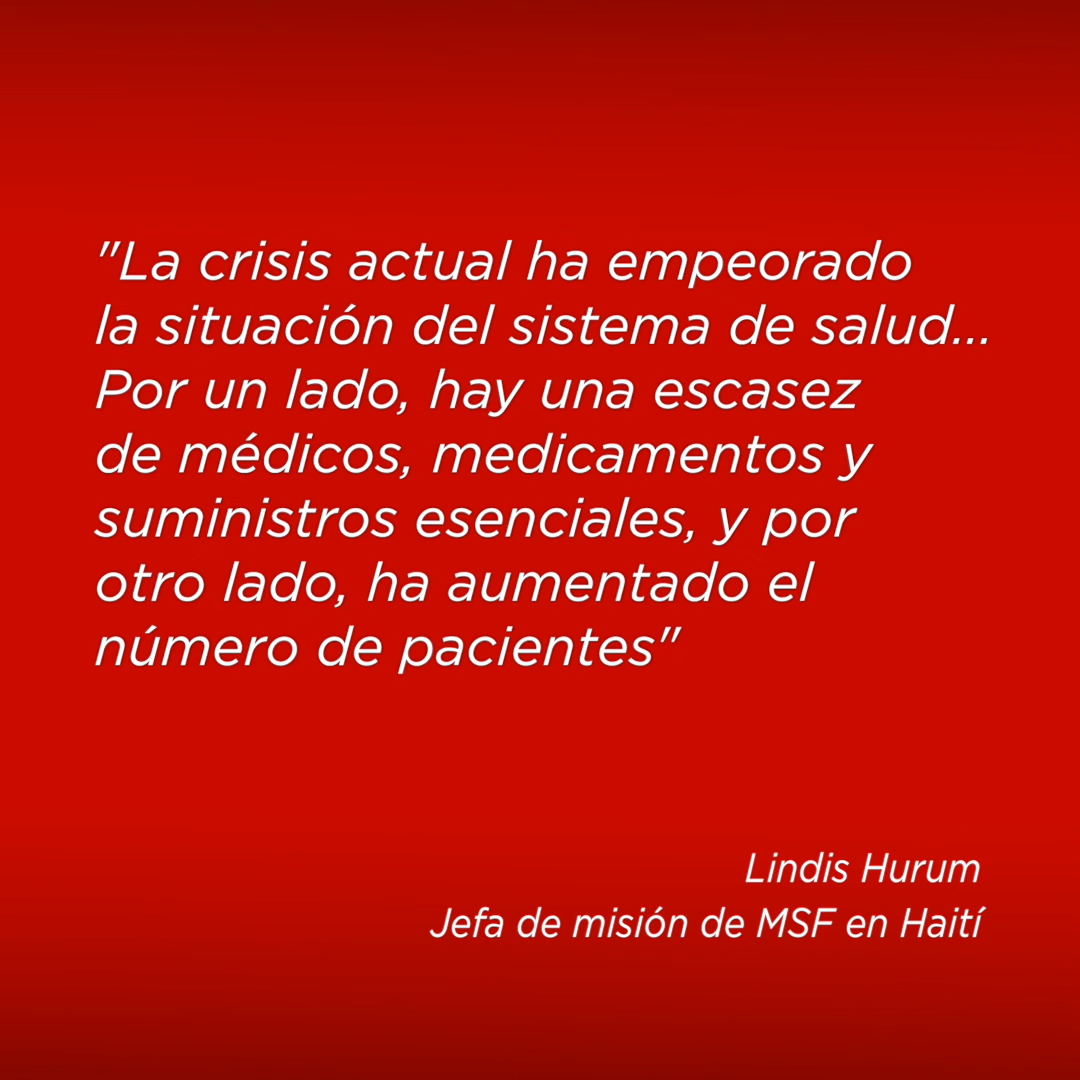 "La crisis actual ha empeorado
la situación del sistema de salud...
Por un lado, hay una escasez
de médicos, medicamentos y
suministros esenciales, y por
otro lado, ha aumentado el
número de pacientes"
Lindis Hurum
Jefa de misión de MSF en Haití